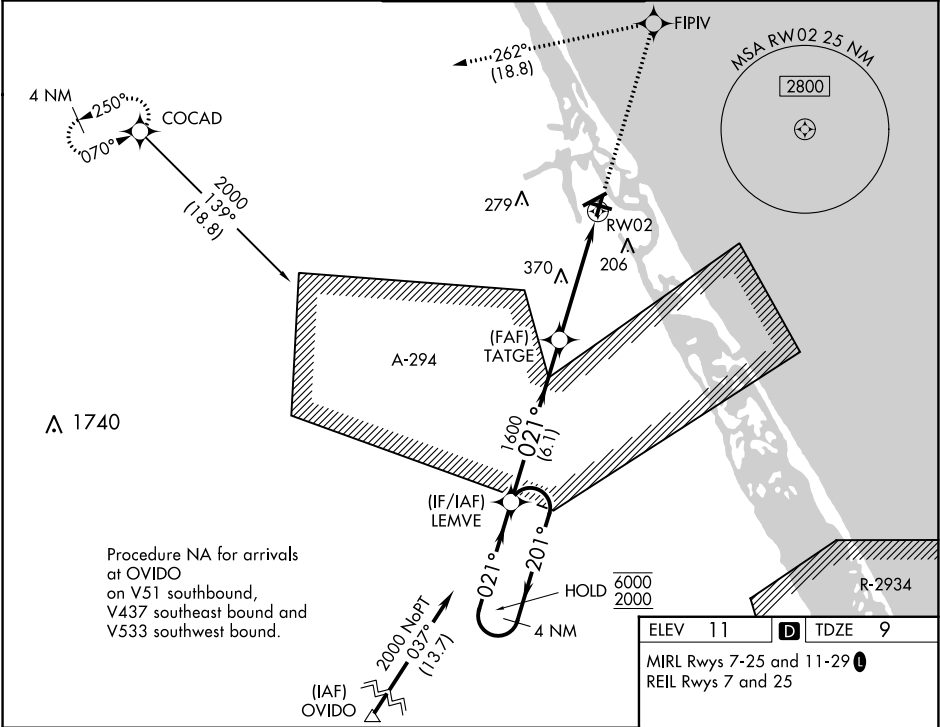 FIPIV
262°
(18.8)
MSA RW02 25 NM
2800
4 NM
250°
070°
COCAD
2000
139°
(18.8)
279
RW02
206
370
(FAF)
TATGE
A-294
1740
1600
021°
(6.1)
(IF/IAF)
LEMVE
021°
201°
HOLD
6000
2000
4 NM
Procedure NA for arrivals
at OVIDO
on V51 southbound,
V437 southeast bound and
V533 southwest bound.
2000 NoPT
037°
(13.7)
(IAF)
OVIDO
R-2934
ELEV 11 D TDZE 9
MIRL Rwys 7-25 and 11-29 L
REIL Rwys 7 and 25